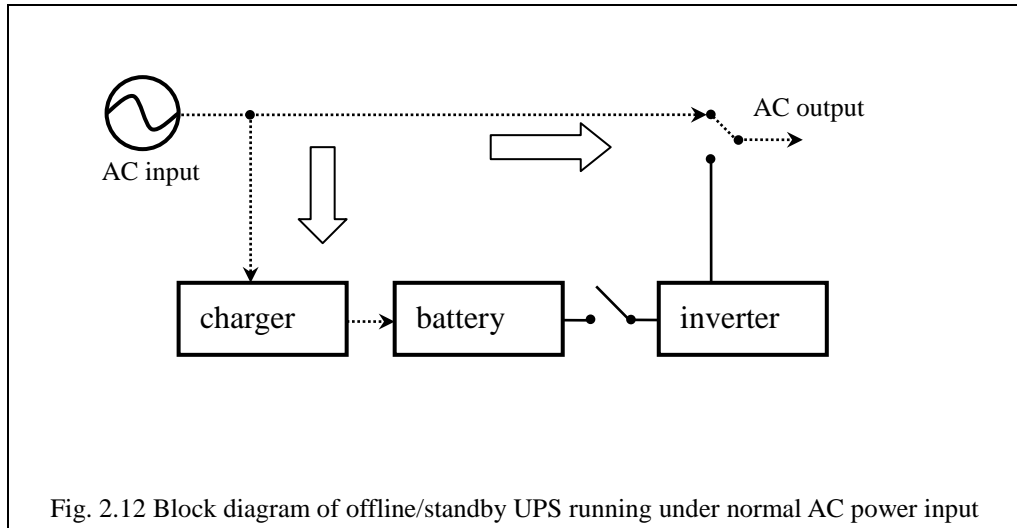 AC output
AC input
charger
battery
inverter
Fig. 2.12 Block diagram of offline/standby UPS running under normal AC power input